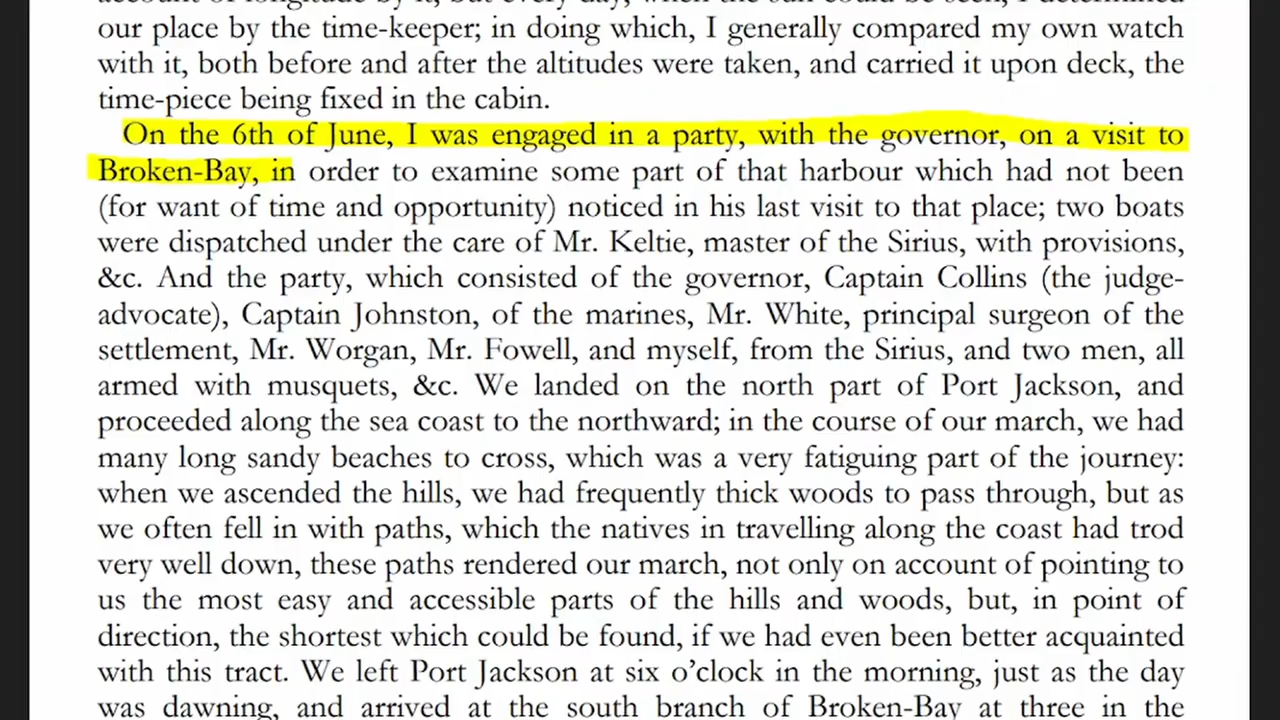 account of longitude by it, but every day, when the sun could be seen, I determined
our place by the time-keeper; in doing which, I generally compared my own watch
with it, both before and after the altitudes were taken, and carried it upon deck, the
time-piece being fixed in the cabin.
On the 6th of June, I was engaged in a party, with the governor, on a visit to
Broken-Bay, in order to examine some part of that harbour which had not been
(for want of time and opportunity) noticed in his last visit to that place; two boats
were dispatched under the care of Mr. Keltie, master of the Sirius, with provisions,
&c. And the party, which consisted of the governor, Captain Collins (the judge-
advocate), Captain Johnston, of the marines, Mr. White, principal surgeon of the
settlement, Mr. Worgan, Mr. Fowell, and myself, from the Sirius, and two men, all
armed with musquets, &c. We landed on the north part of Port Jackson, and
proceeded along the sea coast to the northward; in the course of our march, we had
many long sandy beaches to cross, which was a very fatiguing part of the journey:
when we ascended the hills, we had frequently thick woods to pass through, but as
we often fell in with paths, which the natives in travelling along the coast had trod
very well down, these paths rendered our march, not only on account of pointing to
us the most easy and accessible parts of the hills and woods, but, in point of
direction, the shortest which could be found, if we had even been better acquainted
with this tract. We left Port Jackson at six o'clock in the morning, just as the day
was dawning, and arrived at the south branch of Broken-Bay at three in the